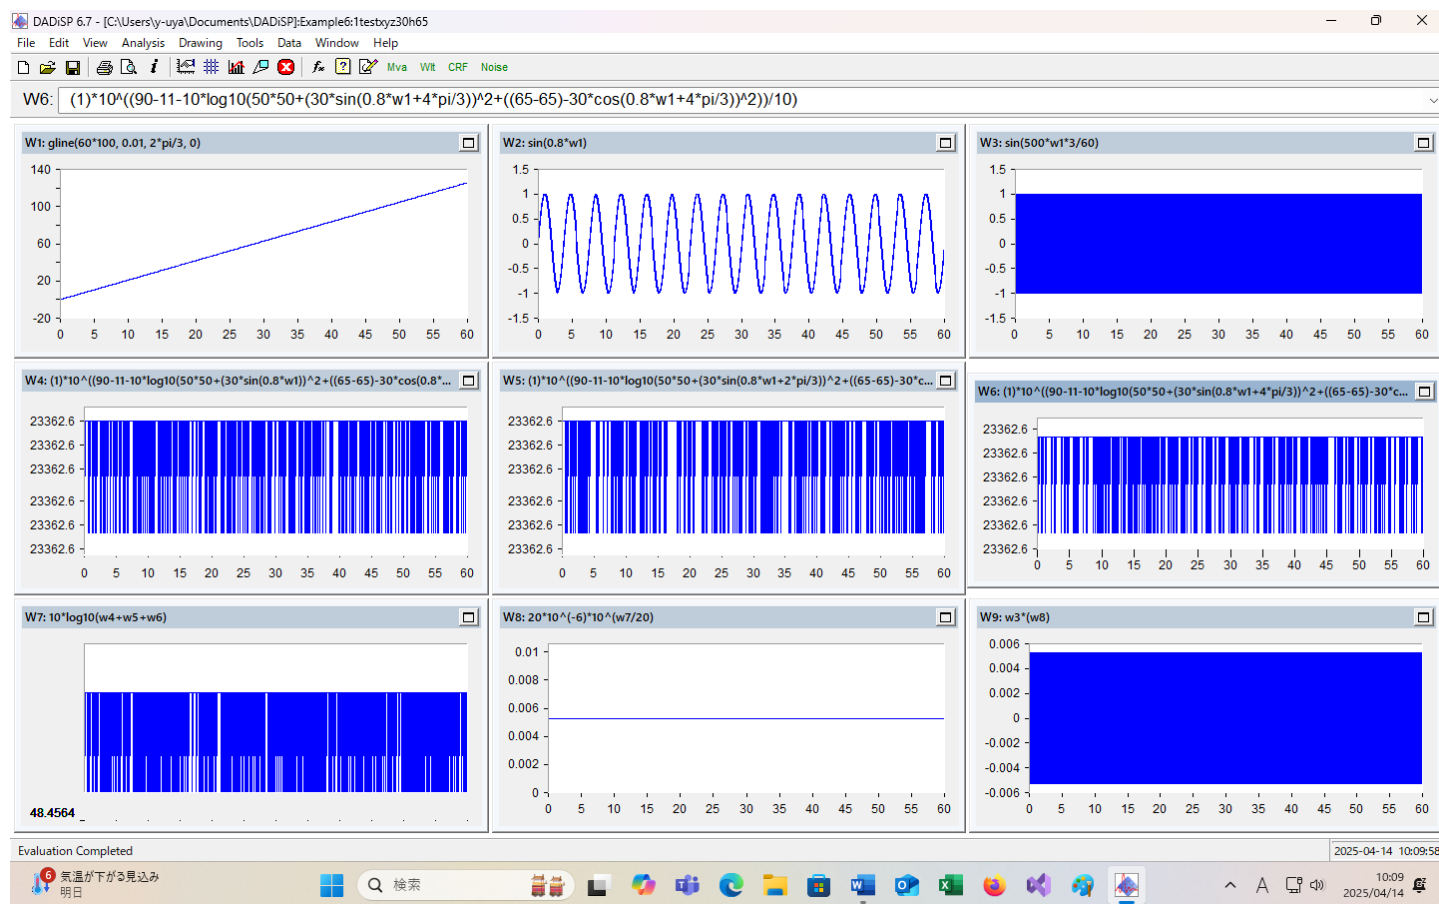 DADiSP 6.7 - [C:\Users\y-uya\Documents\DADiSP]:Example6:1testxyz30h65
File Edit View Analysis Drawing Tools Data Window Help
Mva Wlt CRF Noise
W6: (1)*10^((90-11-10*log10(50*50+(30*sin(0.8*w1+4*pi/3))^2+((65-65)-30*cos(0.8*w1+4*pi/3))^2))/10)
W1: gline(60*100, 0.01, 2*pi/3, 0)
140
100
60
20
-20
0 5 10 15 20 25 30 35 40 45 50 55 60
W2: sin(0.8*w1)
1.5
1
0.5
0
-0.5
-1
-1.5
0 5 10 15 20 25 30 35 40 45 50 55 60
W3: sin(500*w1*3/60)
1.5
1
0.5
0
-0.5
-1
-1.5
0 5 10 15 20 25 30 35 40 45 50 55 60
W4: (1)*10^((90-11-10*log10(50*50+(30*sin(0.8*w1))^2+((65-65)-30*cos(0.8*...
23362.6
23362.6
23362.6
23362.6
23362.6
23362.6
0 5 10 15 20 25 30 35 40 45 50 55 60
W5: (1)*10^((90-11-10*log10(50*50+(30*sin(0.8*w1+2*pi/3))^2+((65-65)-30*c...
23362.6
23362.6
23362.6
23362.6
23362.6
23362.6
0 5 10 15 20 25 30 35 40 45 50 55 60
W6: (1)*10^((90-11-10*log10(50*50+(30*sin(0.8*w1+4*pi/3))^2+((65-65)-30*c...
23362.6
23362.6
23362.6
23362.6
23362.6
23362.6
0 5 10 15 20 25 30 35 40 45 50 55 60
W7: 10*log10(w4+w5+w6)
48.4564
W8: 20*10^(-6)*10^(w7/20)
0.01
0.008
0.006
0.004
0.002
0
0 5 10 15 20 25 30 35 40 45 50 55 60
W9: w3*(w8)
0.006
0.004
0.002
0
-0.002
-0.004
-0.006
0 5 10 15 20 25 30 35 40 45 50 55 60
Evaluation Completed
2025-04-14 10:09:58
6
気温が下がる見込み
明日
検索
A
10:09
2025/04/14